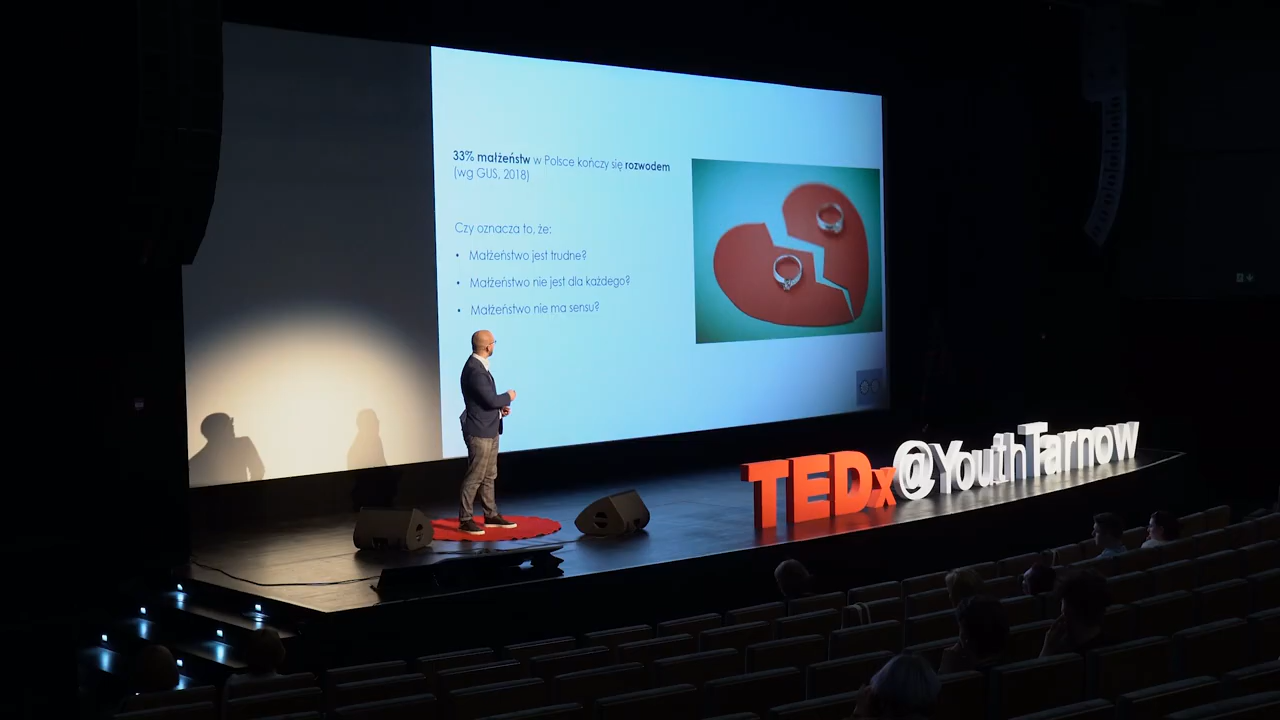 33% małżeństw w Polsce kończy się rozwodem
(wg GUS, 2018)
Czy oznacza to, że:
• Małżeństwo jest trudne?
• Małżeństwo nie jest dla każdego?
• Małżeństwo nie ma sensu?
TEDx@YouthTarnow